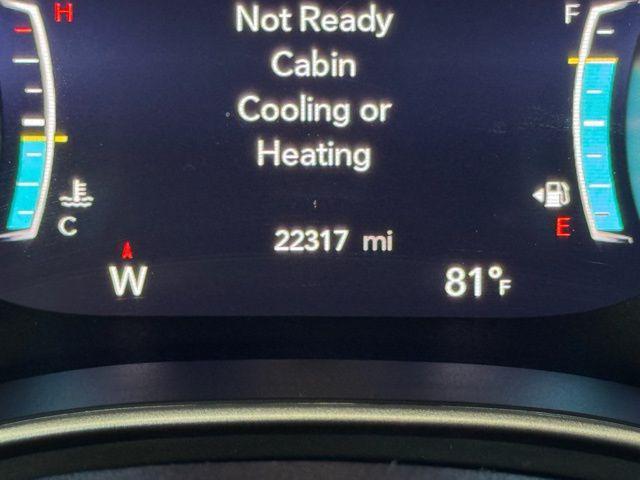 H
Not Ready
F
Cabin
Cooling or
Heating
C
E
22317 mi
W
81°F